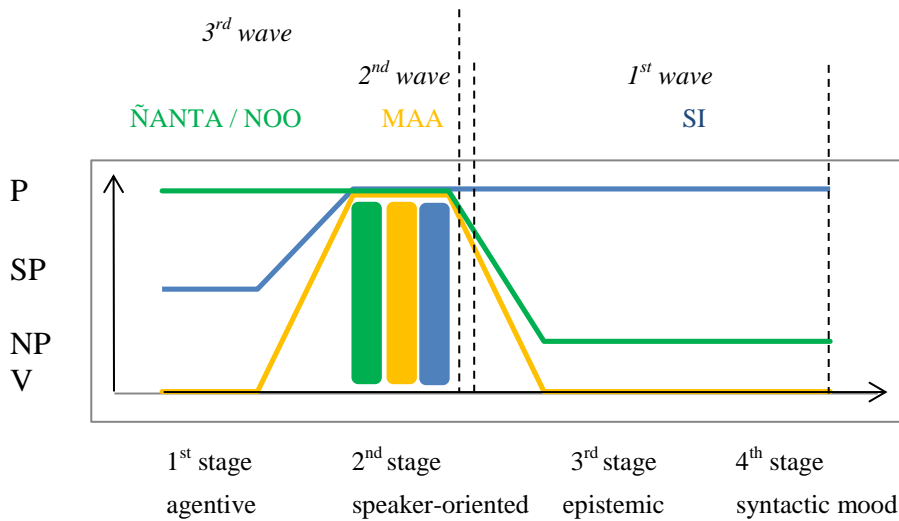 3rd wave
2nd wave 1st wave
ÑANTA / NOO MAA SI
P
SP
NP
V
1st stage 2nd stage 3rd stage 4th stage
agentive speaker-oriented epistemic syntactic mood